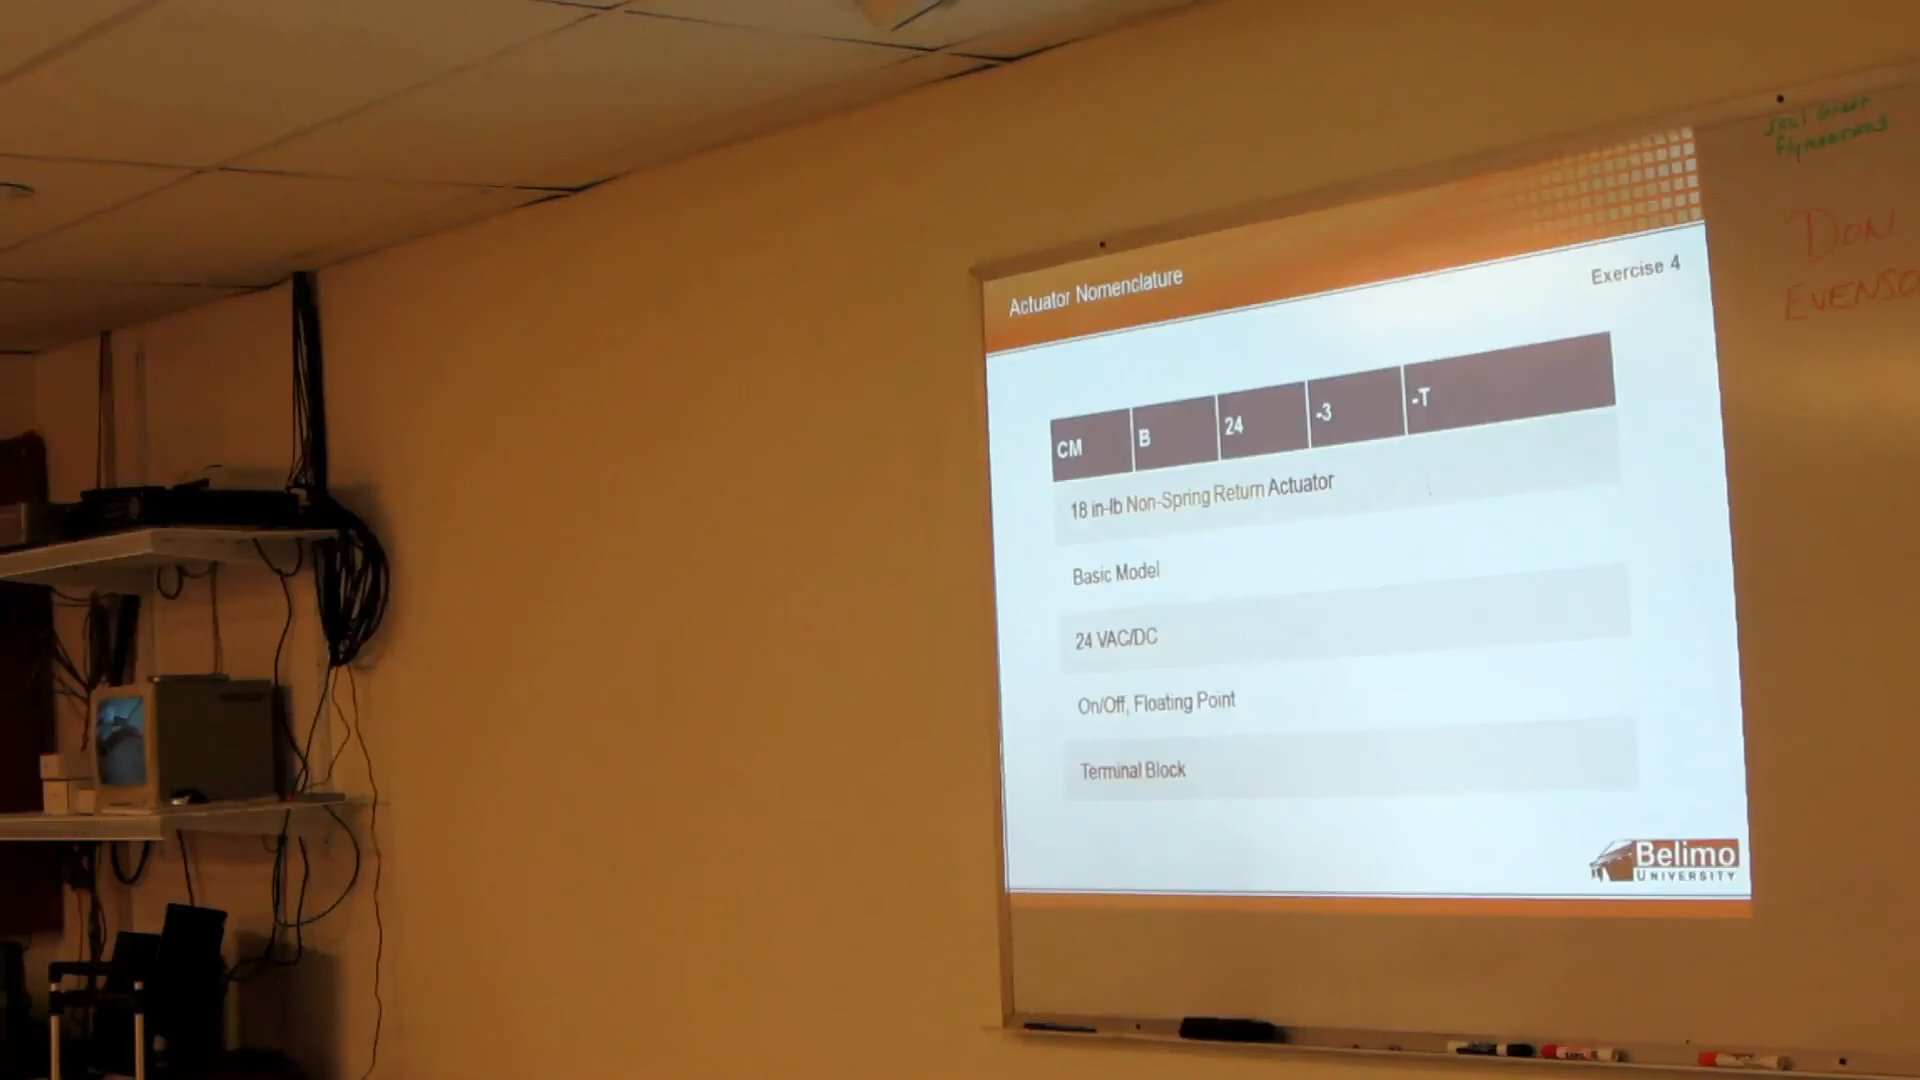 Actuator Nomenclature
Exercise 4
CM B 24 -3 -T
18 in-lb Non-Spring Return Actuator
Basic Model
24 VAC/DC
On/Off, Floating Point
Terminal Block
Belimo
UNIVERSITY
DON